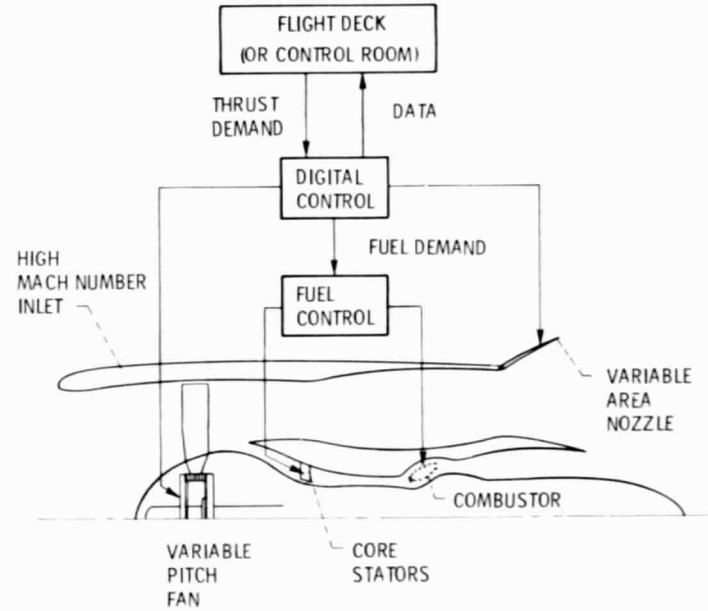 FLIGHT DECK
(OR CONTROL ROOM)
THRUST
DEMAND
DATA
DIGITAL
CONTROL
FUEL DEMAND
HIGH
MACH NUMBER
INLET
FUEL
CONTROL
VARIABLE
AREA
NOZZLE
COMBUSTOR
VARIABLE
PITCH
FAN
CORE
STATORS